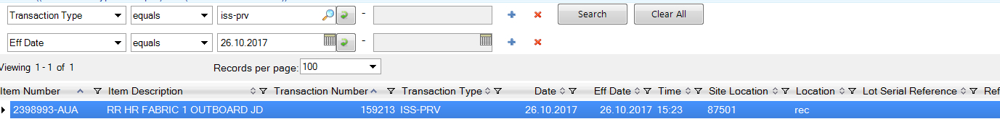 Transaction Type equals iss-prv - Search Clear All
Eff Date equals 26.10.2017 -
Viewing 1 - 1 of 1 Records per page: 100
Item Number Item Description Transaction Number Transaction Type Date Eff Date Time Site Location Location Lot Serial Reference Ref
2398993-AUA RR HR FABRIC 1 OUTBOARD JD 159213 ISS-PRV 26.10.2017 26.10.2017 15:23 87501 rec